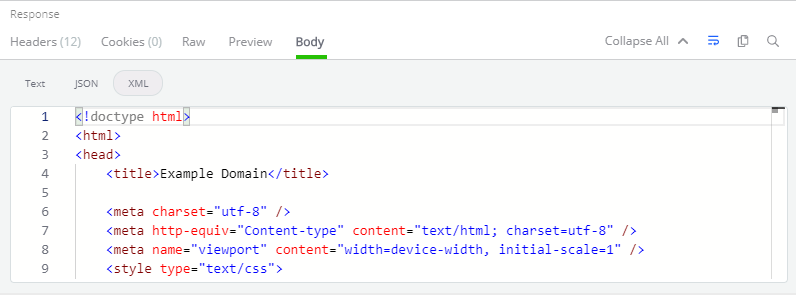 Response
Headers (12) Cookies (0) Raw Preview Body Collapse All
Text JSON XML
1 <!doctype html>
2 <html>
3 <head>
4     <title>Example Domain</title>
5
6     <meta charset="utf-8" />
7     <meta http-equiv="Content-type" content="text/html; charset=utf-8" />
8     <meta name="viewport" content="width=device-width, initial-scale=1" />
9     <style type="text/css">